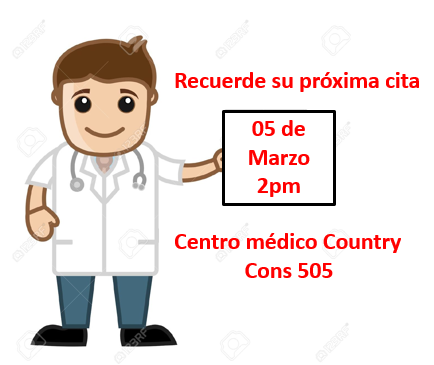 Recuerde su próxima cita
05 de
Marzo
2pm
Centro médico Country
Cons 505